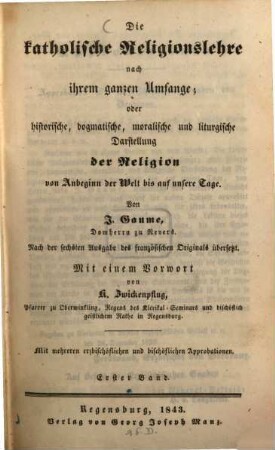 Die
katholische Religionslehre
nach
ihrem ganzen Umfange;
oder
historische, dogmatische, moralische und liturgische
Darstellung
der Religion
von Anbeginn der Welt bis auf unsere Tage.
Von
J. Gaume,
Domherrn zu Nevers.
Nach der sechsten Ausgabe des französischen Originals übersetzt.
Mit einem Vorwort
von
K. Zwickenpflug,
Pfarrer zu Oberwinkling, Regens des Klerikal-Seminars und bischöflich
geistlichem Rathe in Regensburg.
Mit mehreren erzbischöflichen und bischöflichen Approbationen.
Erster Band.
Regensburg, 1843.
Verlag von Georg Joseph Manz.